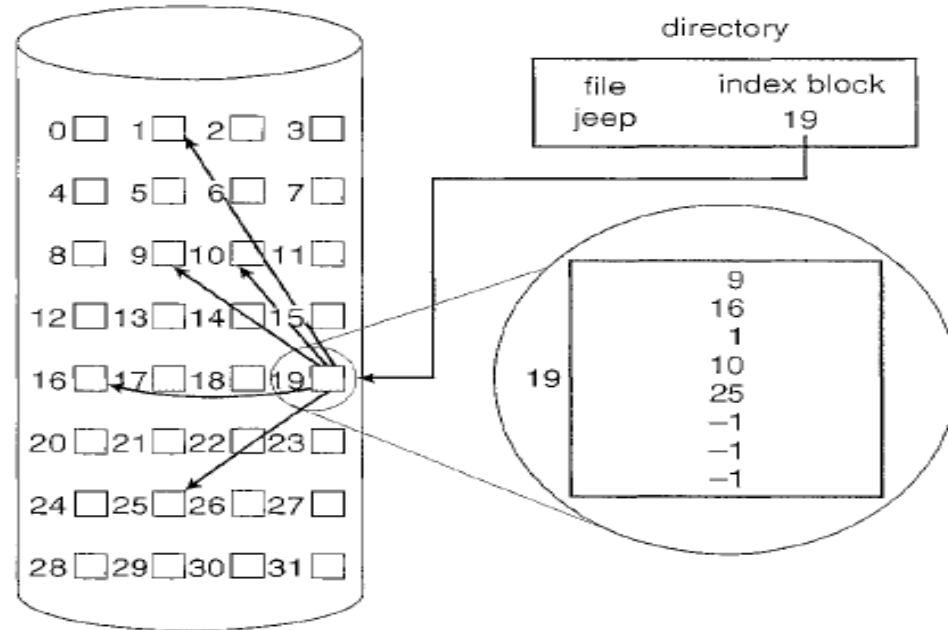 directory
file index block
jeep 19
0 1 2 3
4 5 6 7
8 9 10 11
12 13 14 15
16 17 18 19
20 21 22 23
24 25 26 27
28 29 30 31
19
9
16
1
10
25
−1
−1
−1